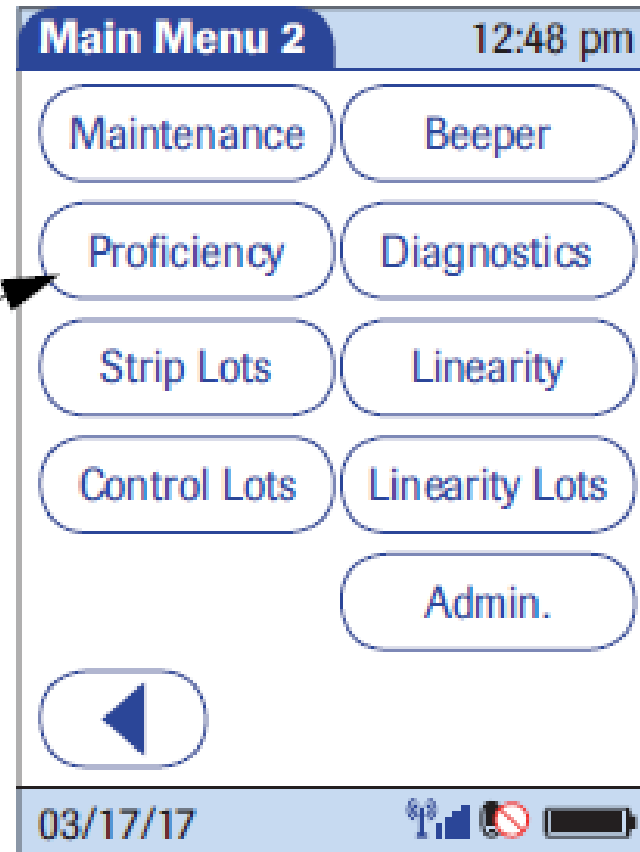 Main Menu 2 12:48 pm
Maintenance Beeper
Proficiency Diagnostics
Strip Lots Linearity
Control Lots Linearity Lots
Admin.
03/17/17